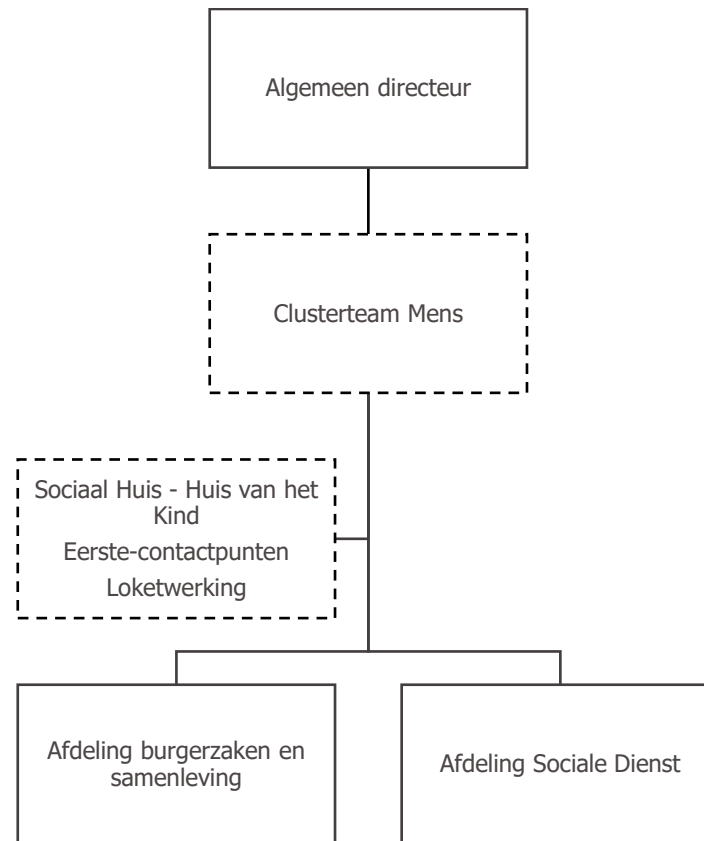 Algemeen directeur
Clusterteam Mens
Sociaal Huis - Huis van het
Kind
Eerste-contactpunten
Loketwerking
Afdeling burgerzaken en
samenleving
Afdeling Sociale Dienst